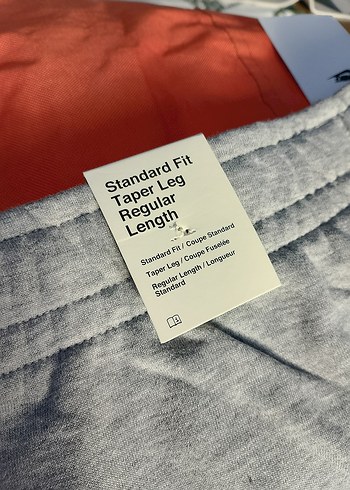 Standard Fit
Taper Leg
Regular
Length
Standard Fit / Coupe Standard
Taper Leg / Coupe Fuselée
Regular Length / Longueur
Standard